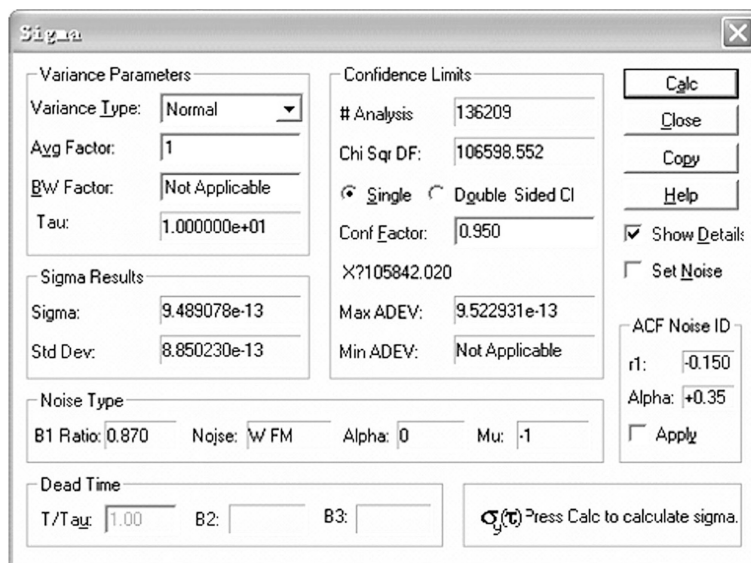 Sigma
Variance Parameters
Variance Type: Normal
Avg Factor: 1
BW Factor: Not Applicable
Tau: 1.000000e+01
Sigma Results
Sigma: 9.489078e-13
Std Dev: 8.850230e-13
Confidence Limits
# Analysis 136209
Chi Sqr DF: 106598.552
Single Double Sided CI
Conf Factor: 0.950
X?105842.020
Max ADEV: 9.522931e-13
Min ADEV: Not Applicable
Calc
Close
Copy
Help
Show Details
Set Noise
ACF Noise ID
r1: -0.150
Alpha: +0.35
Apply
Noise Type
B1 Ratio: 0.870 Noise: W FM Alpha: 0 Mu: -1
Dead Time
T/Tau: 1.00 B2: B3:
σy(τ) Press Calc to calculate sigma.